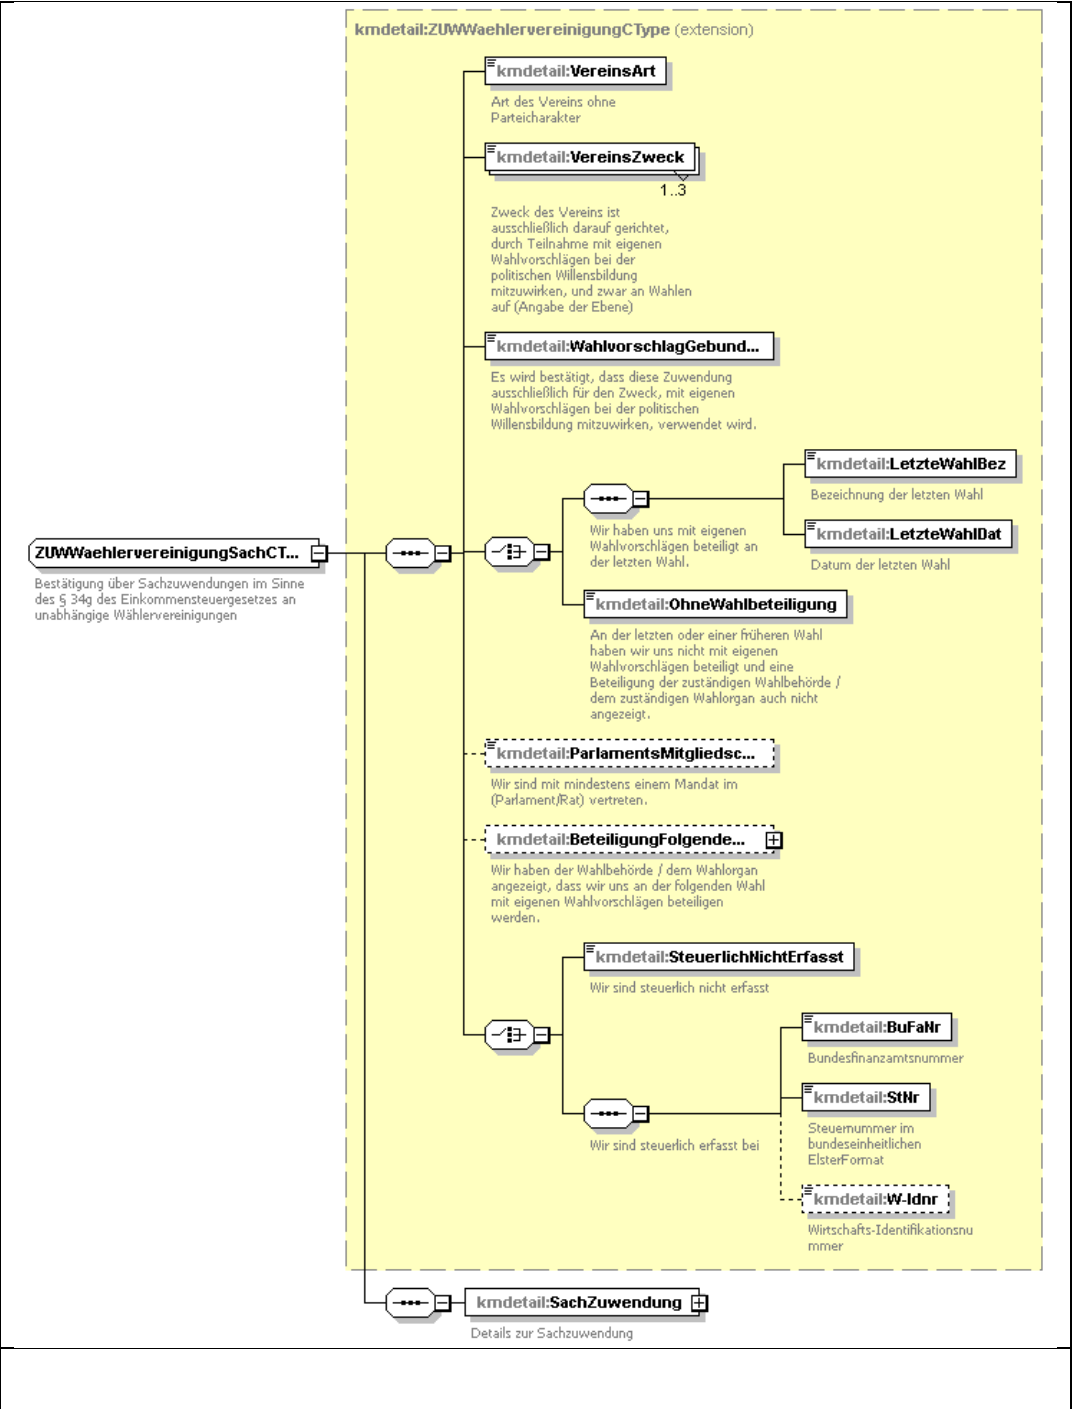 kmdetail:ZUWWaehlervereinigungCType (extension)
kmdetail:VereinsArt
Art des Vereins ohne
Parteicharakter
kmdetail:VereinsZweck
1..3
Zweck des Vereins ist
ausschließlich darauf gerichtet,
durch Teilnahme mit eigenen
Wahlvorschlägen bei der
politischen Willensbildung
mitzuwirken, und zwar an Wahlen
auf (Angabe der Ebene)
kmdetail:WahlvorschlagGebund...
Es wird bestätigt, dass diese Zuwendung
ausschließlich für den Zweck, mit eigenen
Wahlvorschlägen bei der politischen
Willensbildung mitzuwirken, verwendet wird.
kmdetail:LetzteWahlBez
Bezeichnung der letzten Wahl
Wir haben uns mit eigenen
Wahlvorschlägen beteiligt an
der letzten Wahl.
kmdetail:LetzteWahlDat
Datum der letzten Wahl
ZUWWaehlervereinigungSachCT...
Bestätigung über Sachzuwendungen im Sinne
des § 34g des Einkommensteuergesetzes an
unabhängige Wählervereinigungen
kmdetail:OhneWahlbeteiligung
An der letzten oder einer früheren Wahl
haben wir uns nicht mit eigenen
Wahlvorschlägen beteiligt und eine
Beteiligung der zuständigen Wahlbehörde /
dem zuständigen Wahlorgan auch nicht
angezeigt.
kmdetail:ParlamentsMitgliedsc...
Wir sind mit mindestens einem Mandat im
(Parlament/Rat) vertreten.
kmdetail:BeteiligungFolgende...
Wir haben der Wahlbehörde / dem Wahlorgan
angezeigt, dass wir uns an der folgenden Wahl
mit eigenen Wahlvorschlägen beteiligen
werden.
kmdetail:SteuerlichNichtErfasst
Wir sind steuerlich nicht erfasst
kmdetail:BuFaNr
Bundesfinanzamtsnummer
kmdetail:StNr
Steuernummer im
bundeseinheitlichen
ElsterFormat
Wir sind steuerlich erfasst bei
kmdetail:W-Idnr
Wirtschafts-Identifikationsnu
mmer
kmdetail:SachZuwendung
Details zur Sachzuwendung